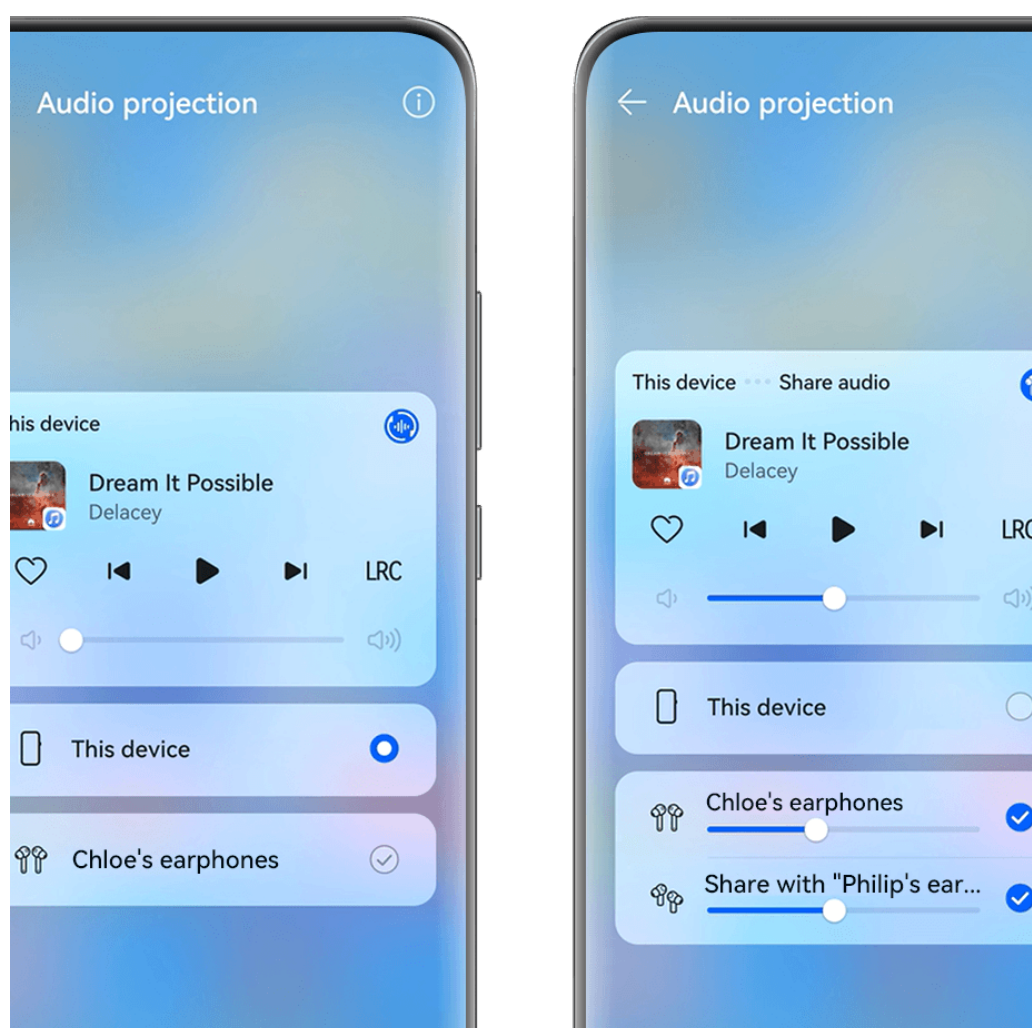 Audio projection
his device
Dream It Possible
Delacey
LRC
This device
Chloe's earphones
Audio projection
This device
Share audio
Dream It Possible
Delacey
LRC
This device
Chloe's earphones
Share with "Philip's ear...